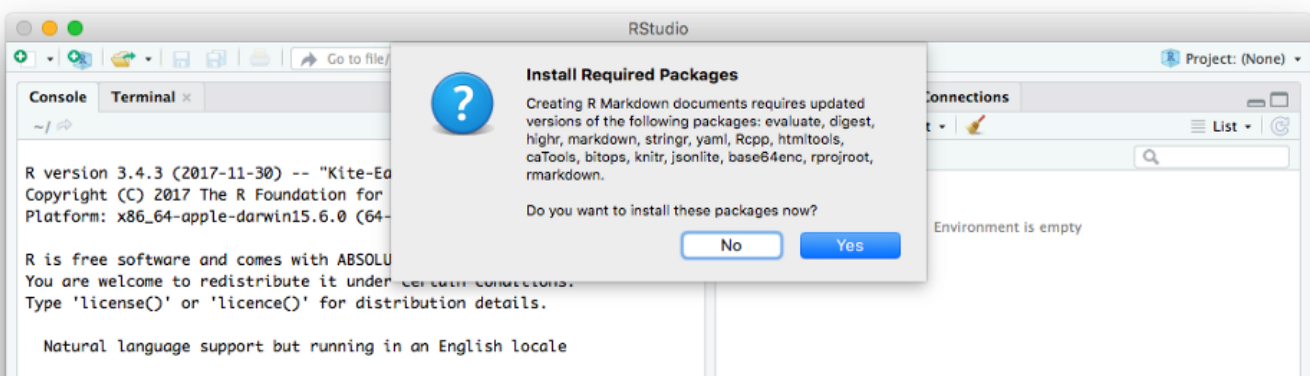 RStudio
Go to file/
Project: (None)
Console
Terminal
Connections
~/
List
R version 3.4.3 (2017-11-30) -- "Kite-Ea
Copyright (C) 2017 The R Foundation for
Platform: x86_64-apple-darwin15.6.0 (64-
R is free software and comes with ABSOLU
You are welcome to redistribute it under certain conditions.
Type 'license()' or 'licence()' for distribution details.
Natural language support but running in an English locale
Install Required Packages
Creating R Markdown documents requires updated
versions of the following packages: evaluate, digest,
highr, markdown, stringr, yaml, Rcpp, htmltools,
caTools, bitops, knitr, jsonlite, base64enc, rprojroot,
rmarkdown.
Do you want to install these packages now?
No
Yes
Environment is empty